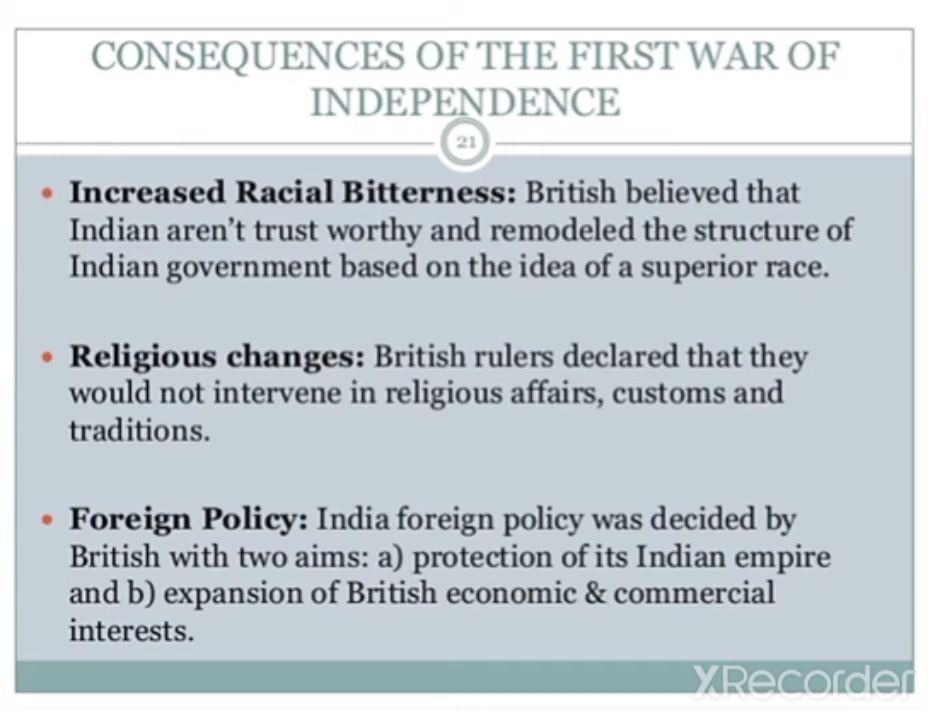 CONSEQUENCES OF THE FIRST WAR OF
INDEPENDENCE
21
• Increased Racial Bitterness: British believed that
Indian aren't trust worthy and remodeled the structure of
Indian government based on the idea of a superior race.
• Religious changes: British rulers declared that they
would not intervene in religious affairs, customs and
traditions.
• Foreign Policy: India foreign policy was decided by
British with two aims: a) protection of its Indian empire
and b) expansion of British economic & commercial
interests.
XRecorder